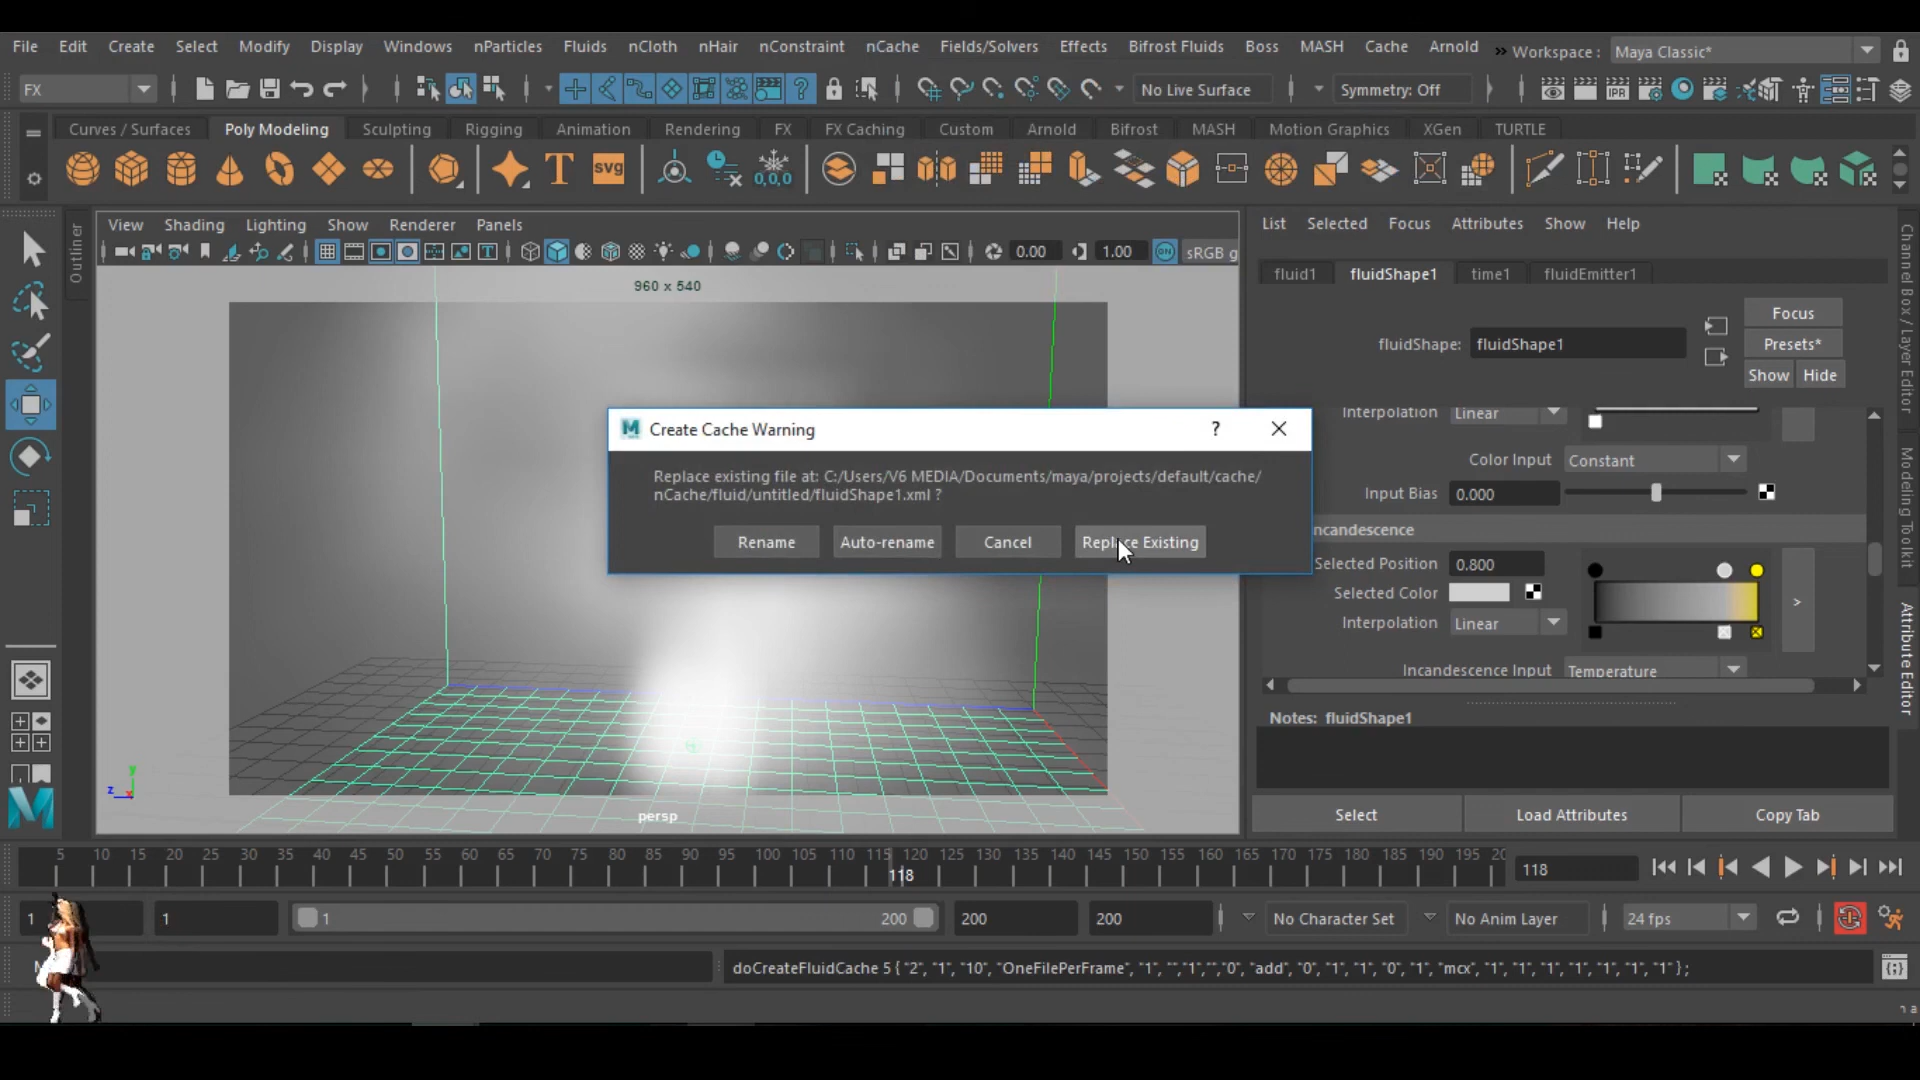 File Edit Create Select Modify Display Windows nParticles Fluids nCloth nHair nConstraint nCache Fields/Solvers Effects Bifrost Fluids Boss MASH Cache Arnold » Workspace : Maya Classic*
FX No Live Surface Symmetry: Off
IPR
Curves / Surfaces Poly Modeling Sculpting Rigging Animation Rendering FX FX Caching Custom Arnold Bifrost MASH Motion Graphics XGen TURTLE
T svg 0,0,0
Outliner
View Shading Lighting Show Renderer Panels
0.00 1.00 ON sRGB g
960 x 540
persp
y
z x
List Selected Focus Attributes Show Help
fluid1 fluidShape1 time1 fluidEmitter1
fluidShape: fluidShape1
Focus
Presets*
Show Hide
Interpolation Linear
Color Input Constant
Input Bias 0.000
Incandescence
Selected Position 0.800
Selected Color
Interpolation Linear
>
Incandescence Input Temperature
Notes: fluidShape1
Select Load Attributes Copy Tab
Channel Box / Layer Editor
Modeling Toolkit
Attribute Editor
M Create Cache Warning ?
Replace existing file at: C:/Users/V6 MEDIA/Documents/maya/projects/default/cache/
nCache/fluid/untitled/fluidShape1.xml ?
Rename Auto-rename Cancel Replace Existing
5 10 15 20 25 30 35 40 45 50 55 60 65 70 75 80 85 90 95 100 105 110 115 120 125 130 135 140 145 150 155 160 165 170 175 180 185 190 195 20
118
118
1 1 1 200 200 200 No Character Set No Anim Layer 24 fps
doCreateFluidCache 5 { "2", "1", "10", "OneFilePerFrame", "1", "","1","","0", "add", "0", "1", "1", "0", "1", "mcx", "1", "1", "1", "1", "1", "1", "1" } ;